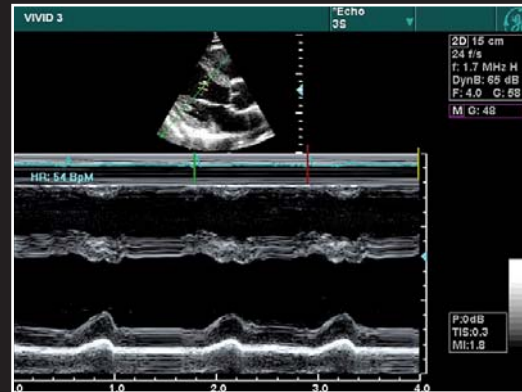 VIVID 3
*Echo
3S
2D 15 cm
24 f/s
f: 1.7 MHz H
DynB: 65 dB
F: 4.0 G: 58
M G: 48
HR: 54 BpM
P:0dB
TIS:0.3
MI:1.8
.0 1.0 2.0 3.0 4.0